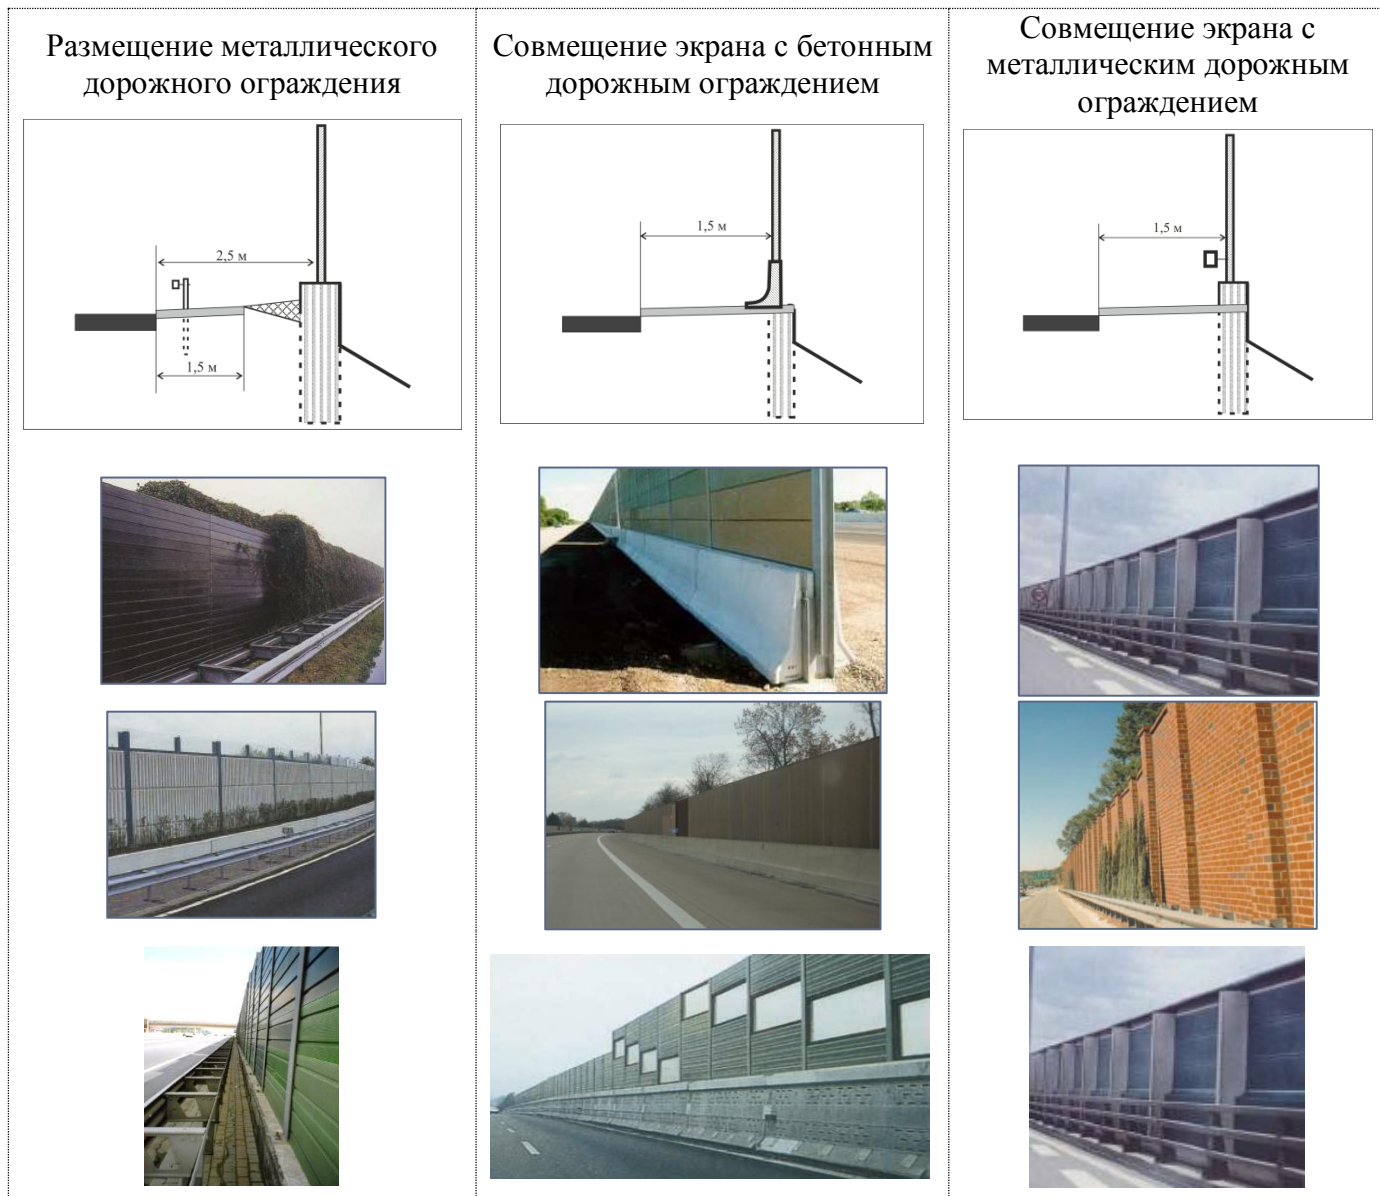 Размещение металлического
дорожного ограждения
2,5 м
1,5 м
Совмещение экрана с бетонным
дорожным ограждением
1,5 м
Совмещение экрана с
металлическим дорожным
ограждением
1,5 м